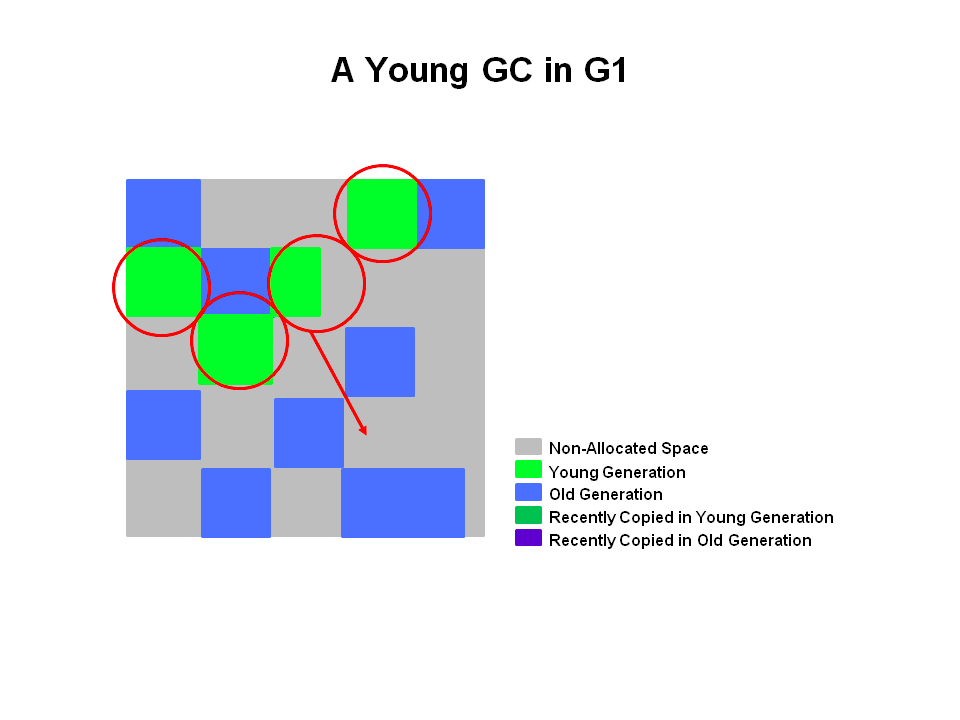 A Young GC in G1
Non-Allocated Space
Young Generation
Old Generation
Recently Copied in Young Generation
Recently Copied in Old Generation